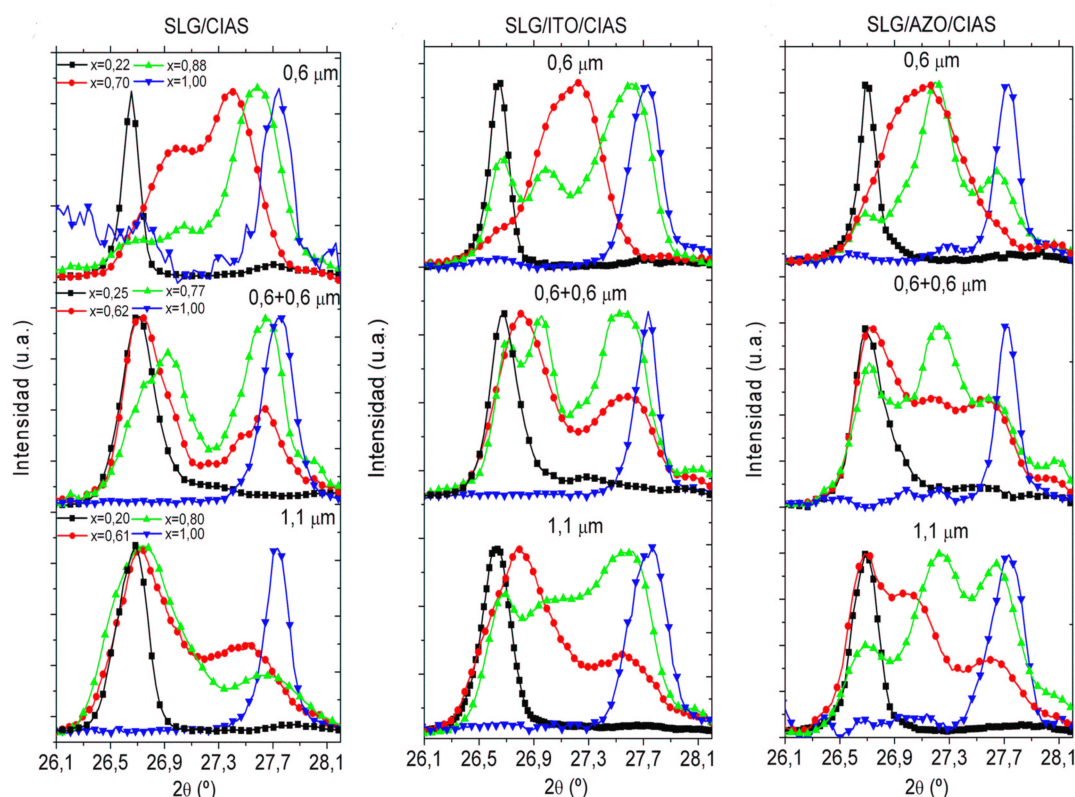 SLG/CIAS
SLG/ITO/CIAS
SLG/AZO/CIAS
x=0,22
x=0,88
x=0,70
x=1,00
0,6 μm
0,6 μm
0,6 μm
x=0,25
x=0,77
x=0,62
x=1,00
0,6+0,6 μm
0,6+0,6 μm
0,6+0,6 μm
x=0,20
x=0,80
x=0,61
x=1,00
1,1 μm
1,1 μm
1,1 μm
Intensidad (u.a.)
Intensidad (u.a.)
Intensidad (u.a.)
26,1 26,5 26,9 27,3 27,7 28,1
26,1 26,5 26,9 27,3 27,7 28,1
26,1 26,5 26,9 27,3 27,7 28,1
2θ (º)
2θ (º)
2θ (º)